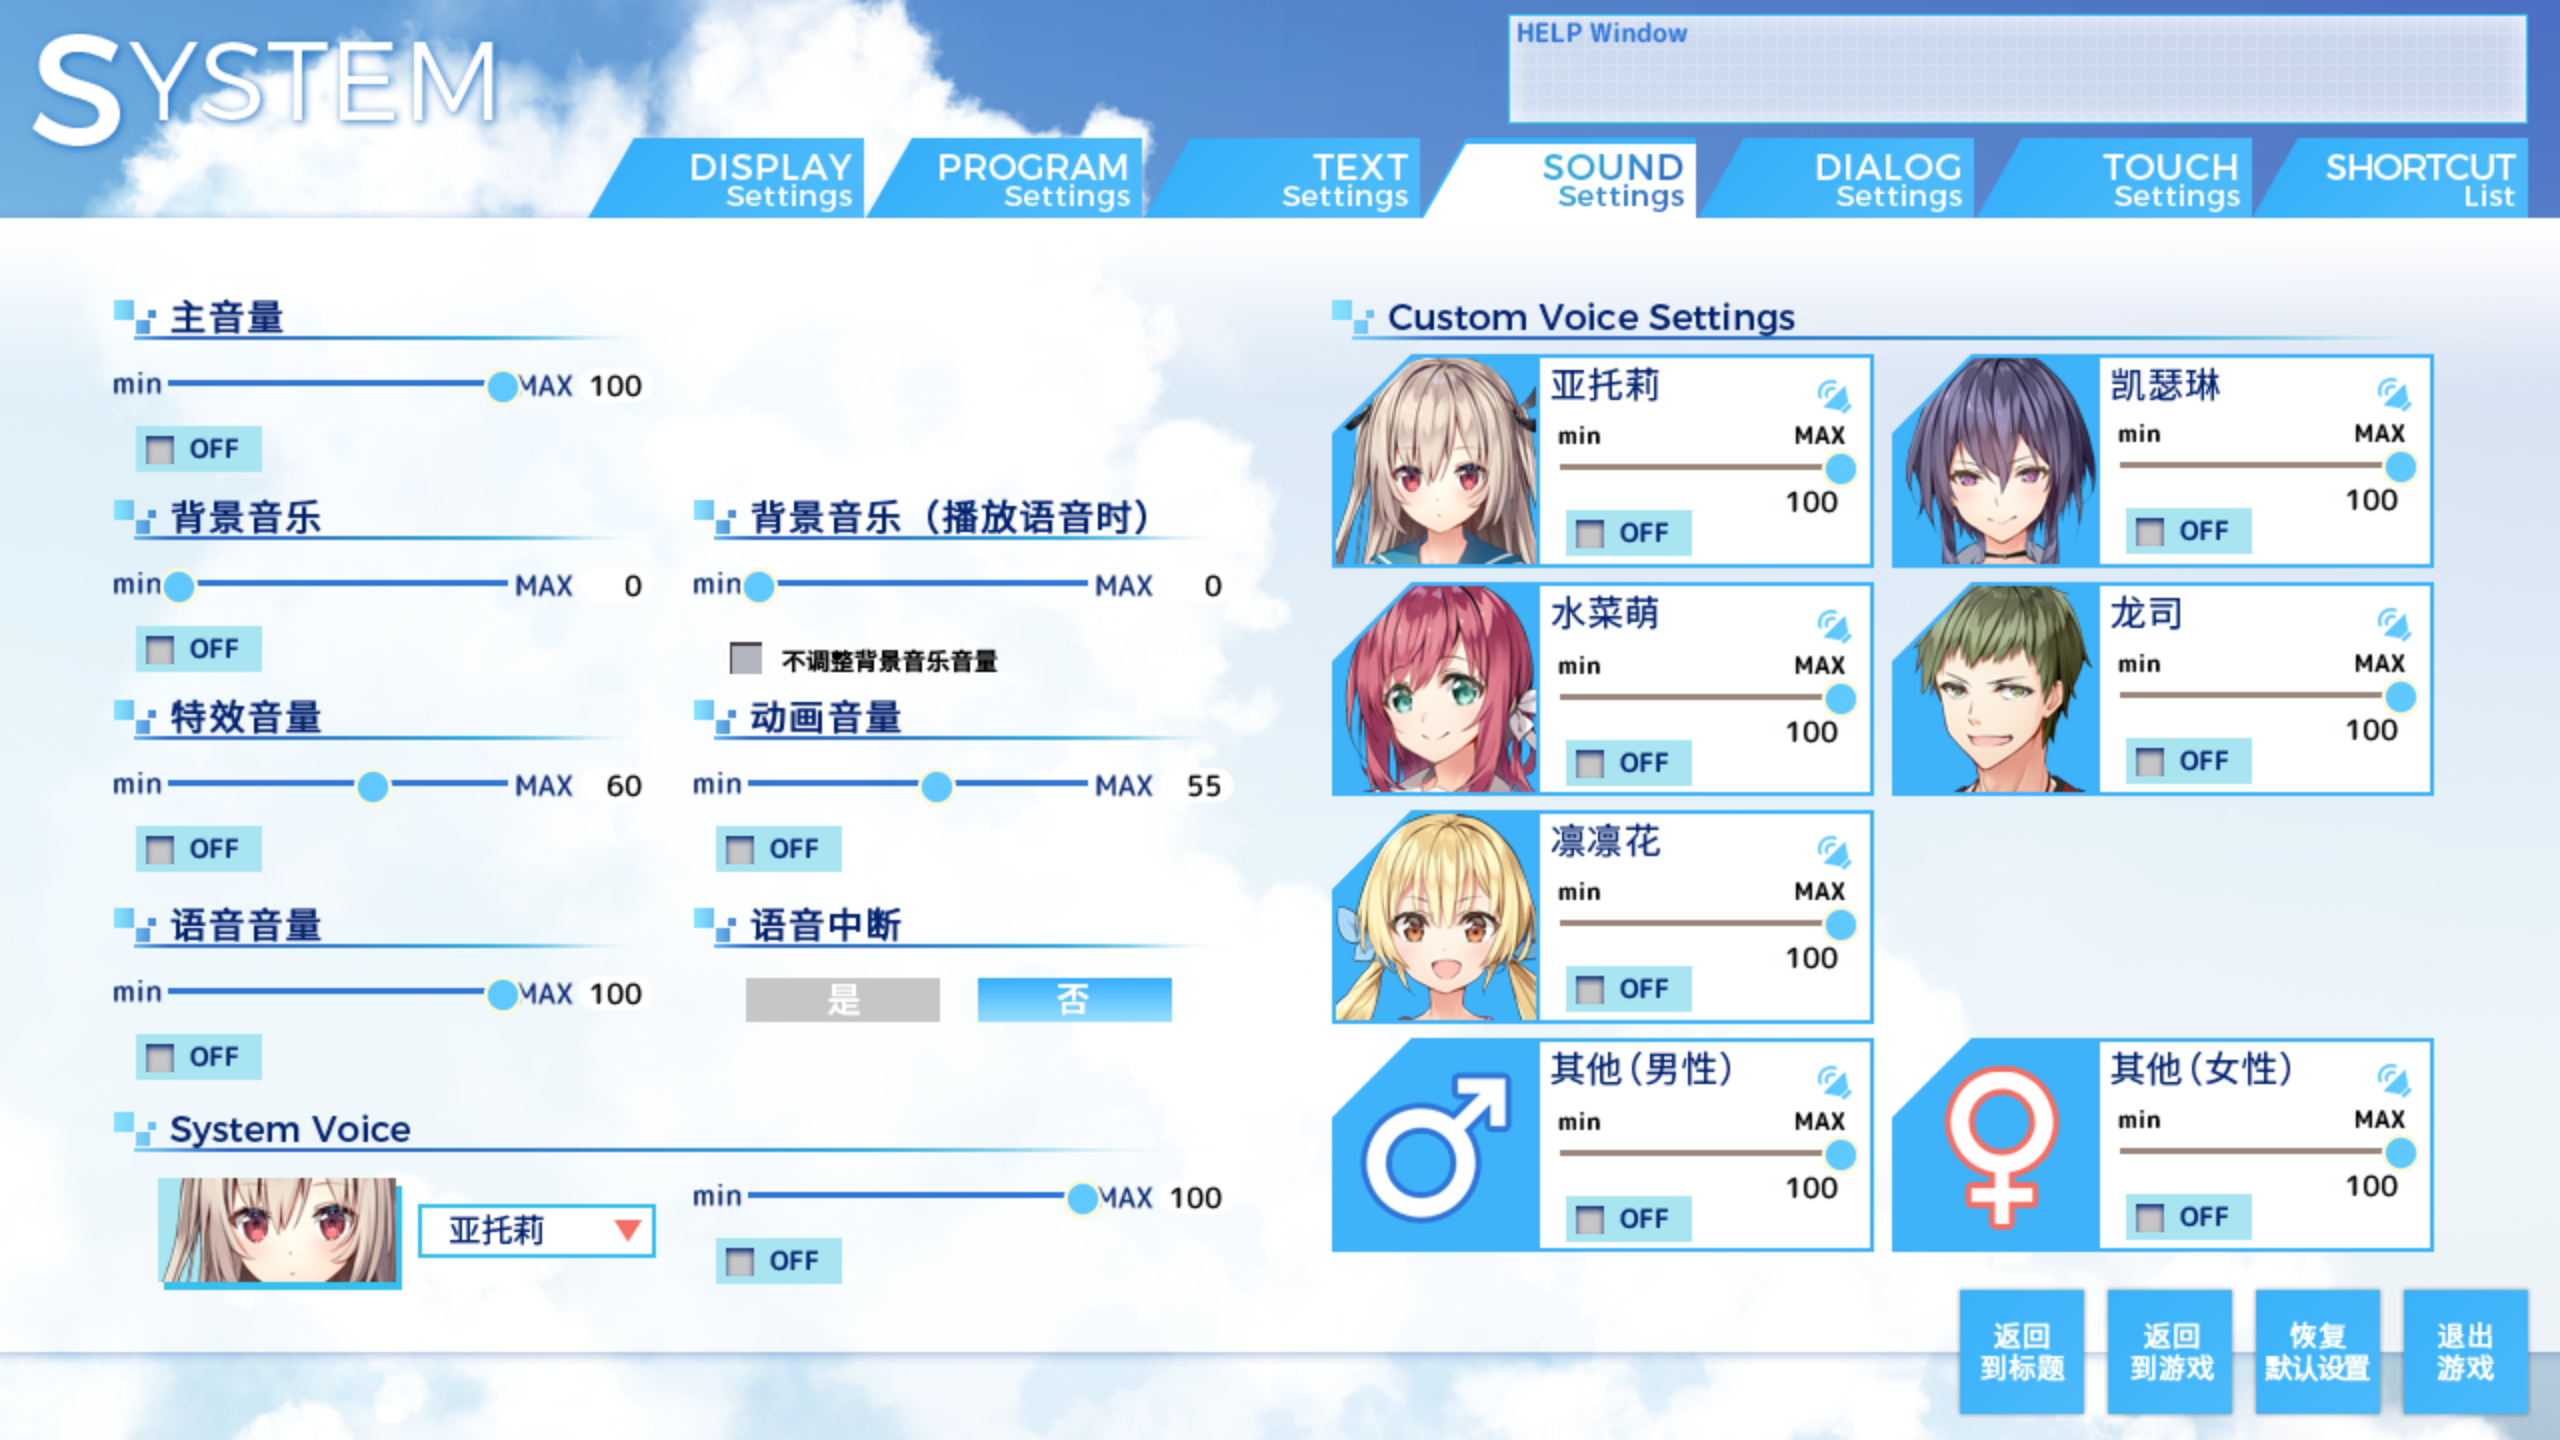 SYSTEM
HELP Window
DISPLAY
Settings
PROGRAM
Settings
TEXT
Settings
SOUND
Settings
DIALOG
Settings
TOUCH
Settings
SHORTCUT
List
主音量
min MAX 100
OFF
背景音乐
min MAX 0
OFF
背景音乐（播放语音时）
min MAX 0
不调整背景音乐音量
特效音量
min MAX 60
OFF
动画音量
min MAX 55
OFF
语音音量
min MAX 100
OFF
语音中断
是 否
System Voice
亚托莉
min MAX 100
OFF
Custom Voice Settings
亚托莉
min MAX
100
OFF
凯瑟琳
min MAX
100
OFF
水菜萌
min MAX
100
OFF
龙司
min MAX
100
OFF
凛凛花
min MAX
100
OFF
其他（男性）
min MAX
100
OFF
其他（女性）
min MAX
100
OFF
返回
到标题
返回
到游戏
恢复
默认设置
退出
游戏